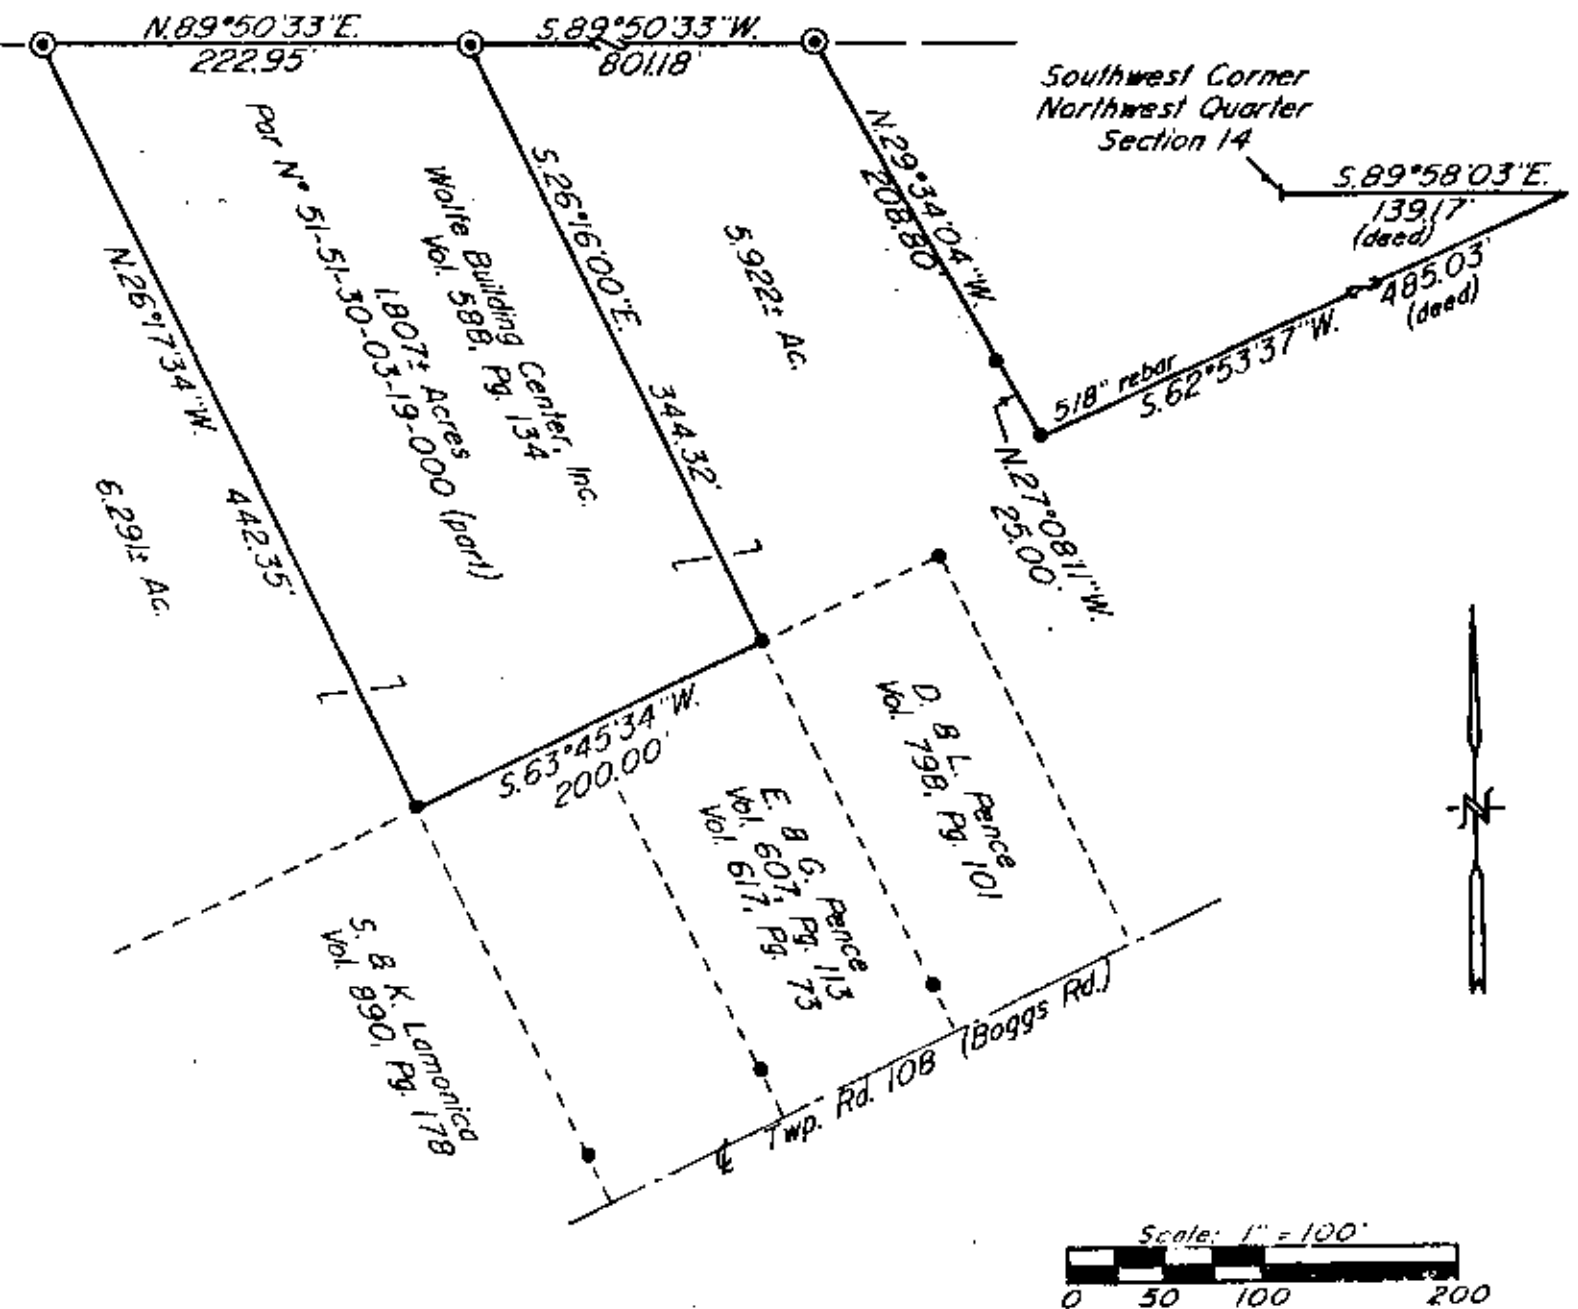 N.89°50'33"E.
222.95'
S.89°50'33"W.
801.18'
Southwest Corner
Northwest Quarter
Section 14
S.89°58'03"E.
139.17'
(deed)
485.03'
(deed)
S.62°53'37"W.
5/8" rebar
N.29°34'04"W.
208.80'
N.27°08'11"W.
25.00'
5.922± Ac.
S.26°16'00"E.
344.32'
Wolfe Building Center, Inc.
Vol. 588, Pg. 134
1.807± Acres
Par Nº 51-51-30-03-19-000 (part)
N.26°17'34"W.
442.35'
6.291± Ac.
S.63°45'34"W.
200.00'
D. & L. Pence
Vol. 798, Pg. 101
E. & G. Pence
Vol. 607, Pg. 113
Vol. 617, Pg. 73
S. & K. Lamonica
Vol. 890, Pg. 178
℄ Twp. Rd. 108 (Boggs Rd.)
N
Scale: 1" = 100'
0 50 100 200